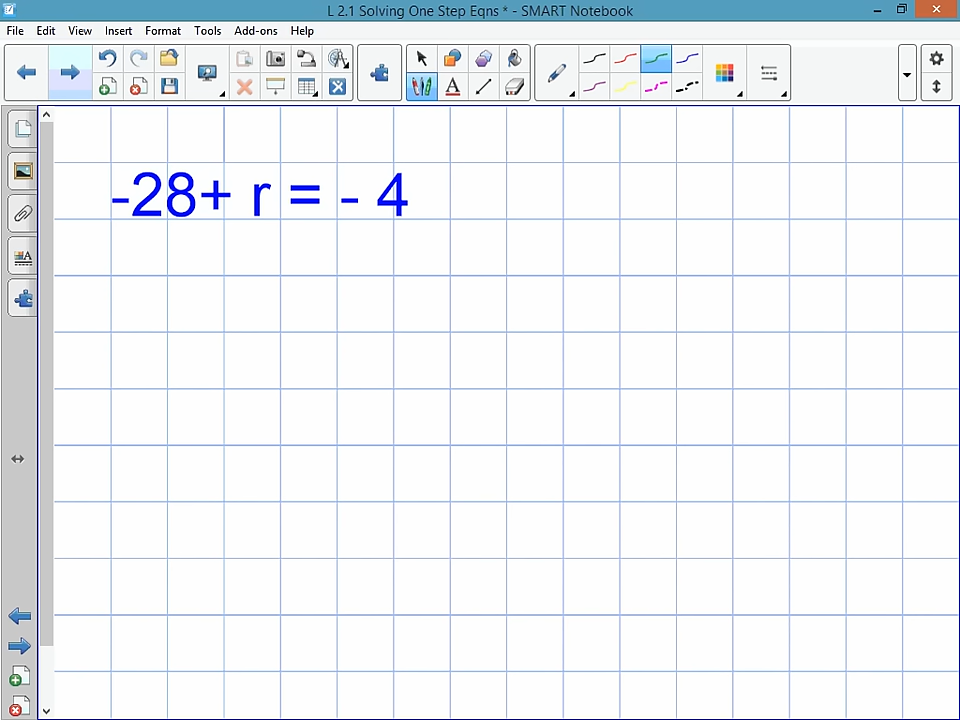 L 2.1 Solving One Step Eqns * - SMART Notebook
File Edit View Insert Format Tools Add-ons Help
-28+ r = - 4